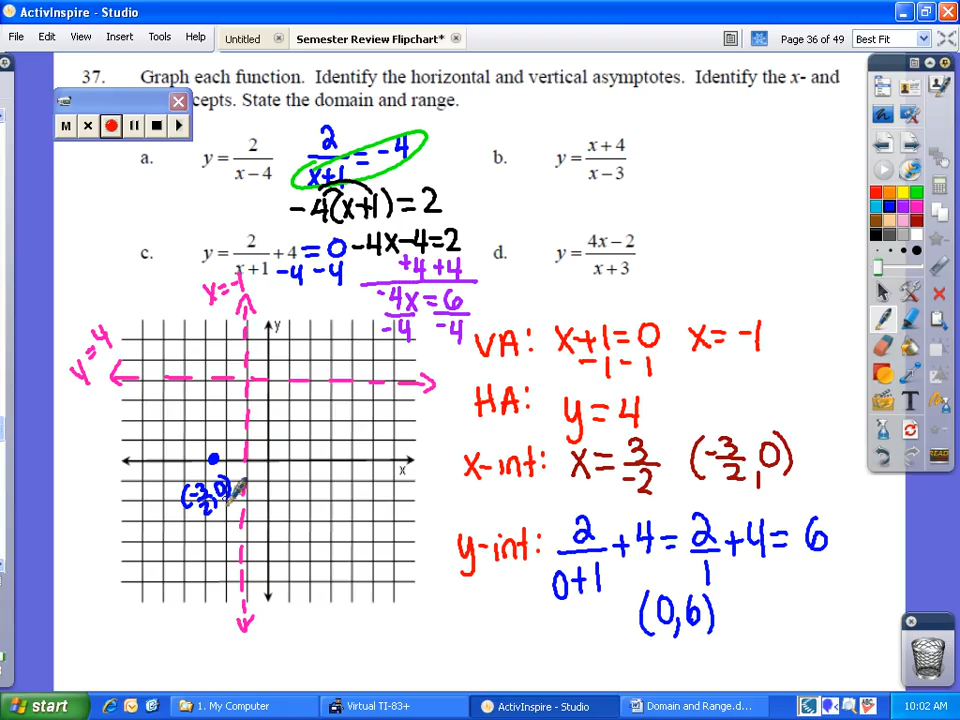 ActivInspire - Studio
File Edit View Insert Tools Help Untitled Semester Review Flipchart* Page 36 of 49 Best Fit
37. Graph each function. Identify the horizontal and vertical asymptotes. Identify the x- and
cepts. State the domain and range.
M
a. y = 2/(x-4)
2/(x+1) = -4
b. y = (x+4)/(x-3)
-4(x+1) = 2
c. y = 2/(x+1) + 4 = 0
-4 -4
-4x-4=2
+4 +4
-4x = 6
-4 -4
d. y = (4x-2)/(x+3)
x=-1
y=4
y
x
(-3/2, 0)
VA: x+1=0 x= -1
-1 -1
HA: y = 4
x-int: x = 3/-2 (-3/2, 0)
y-int: 2/(0+1) + 4 = 2/1 + 4 = 6
(0,6)
T
start 1. My Computer Virtual TI-83+ ActivInspire - Studio Domain and Range.d... 10:02 AM